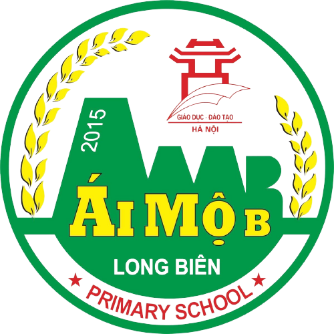 2015
GIÁO DỤC - ĐÀO TẠO
HÀ NỘI
ÁI MỘ B
LONG BIÊN
PRIMARY SCHOOL